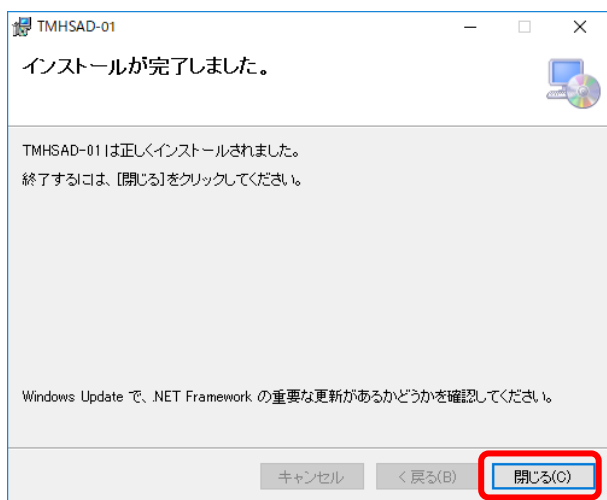 TMHSAD-01
インストールが完了しました。
TMHSAD-01は正しくインストールされました。
終了するには、[閉じる]をクリックしてください。
Windows Update で、.NET Framework の重要な更新があるかどうかを確認してください。
キャンセル
< 戻る(B)
閉じる(C)